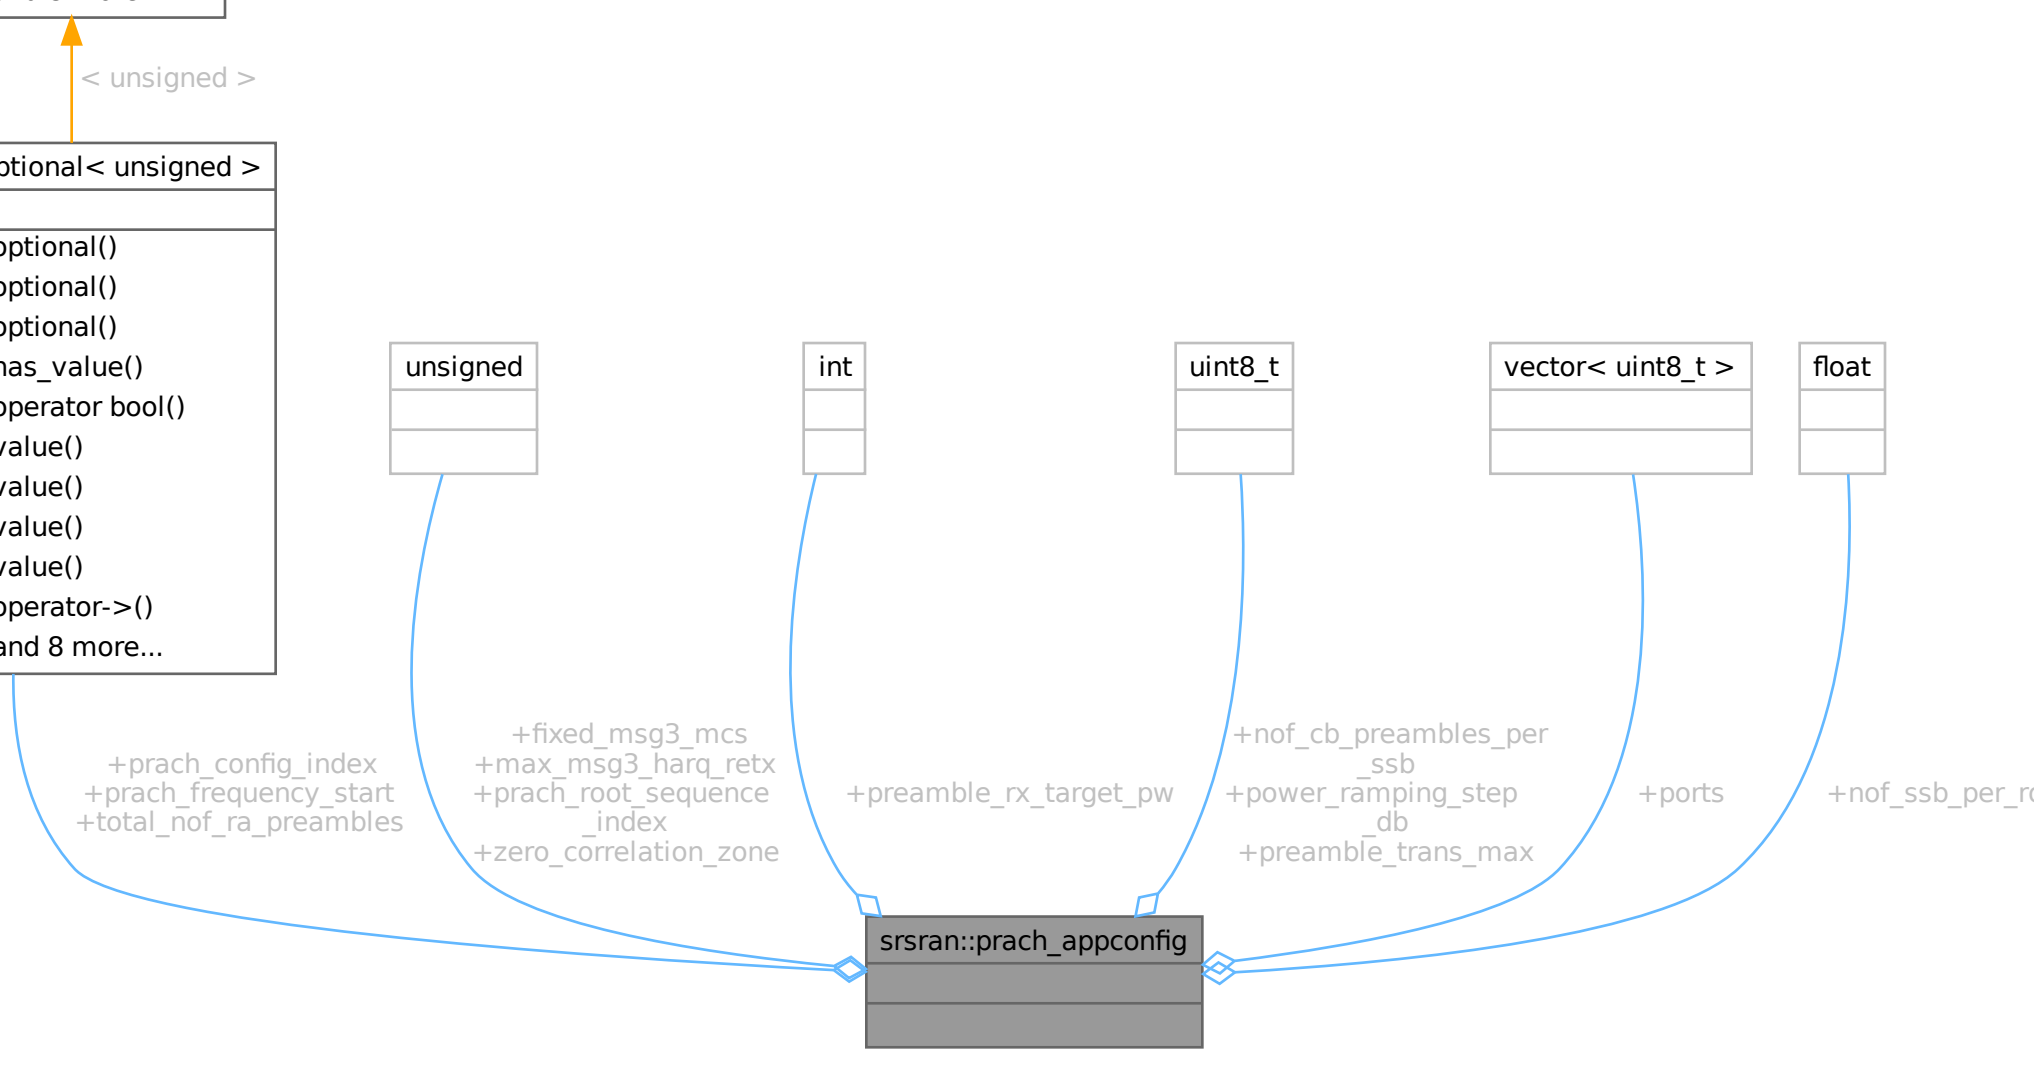 < unsigned >
ptional< unsigned >
optional()
optional()
optional()
has_value()
operator bool()
value()
value()
value()
value()
operator->()
and 8 more...
unsigned
int
uint8_t
vector< uint8_t >
float
+prach_config_index
+prach_frequency_start
+total_nof_ra_preambles
+fixed_msg3_mcs
+max_msg3_harq_retx
+prach_root_sequence
_index
+zero_correlation_zone
+preamble_rx_target_pw
+nof_cb_preambles_per
_ssb
+power_ramping_step
_db
+preamble_trans_max
+ports
+nof_ssb_per_ro
srsran::prach_appconfig